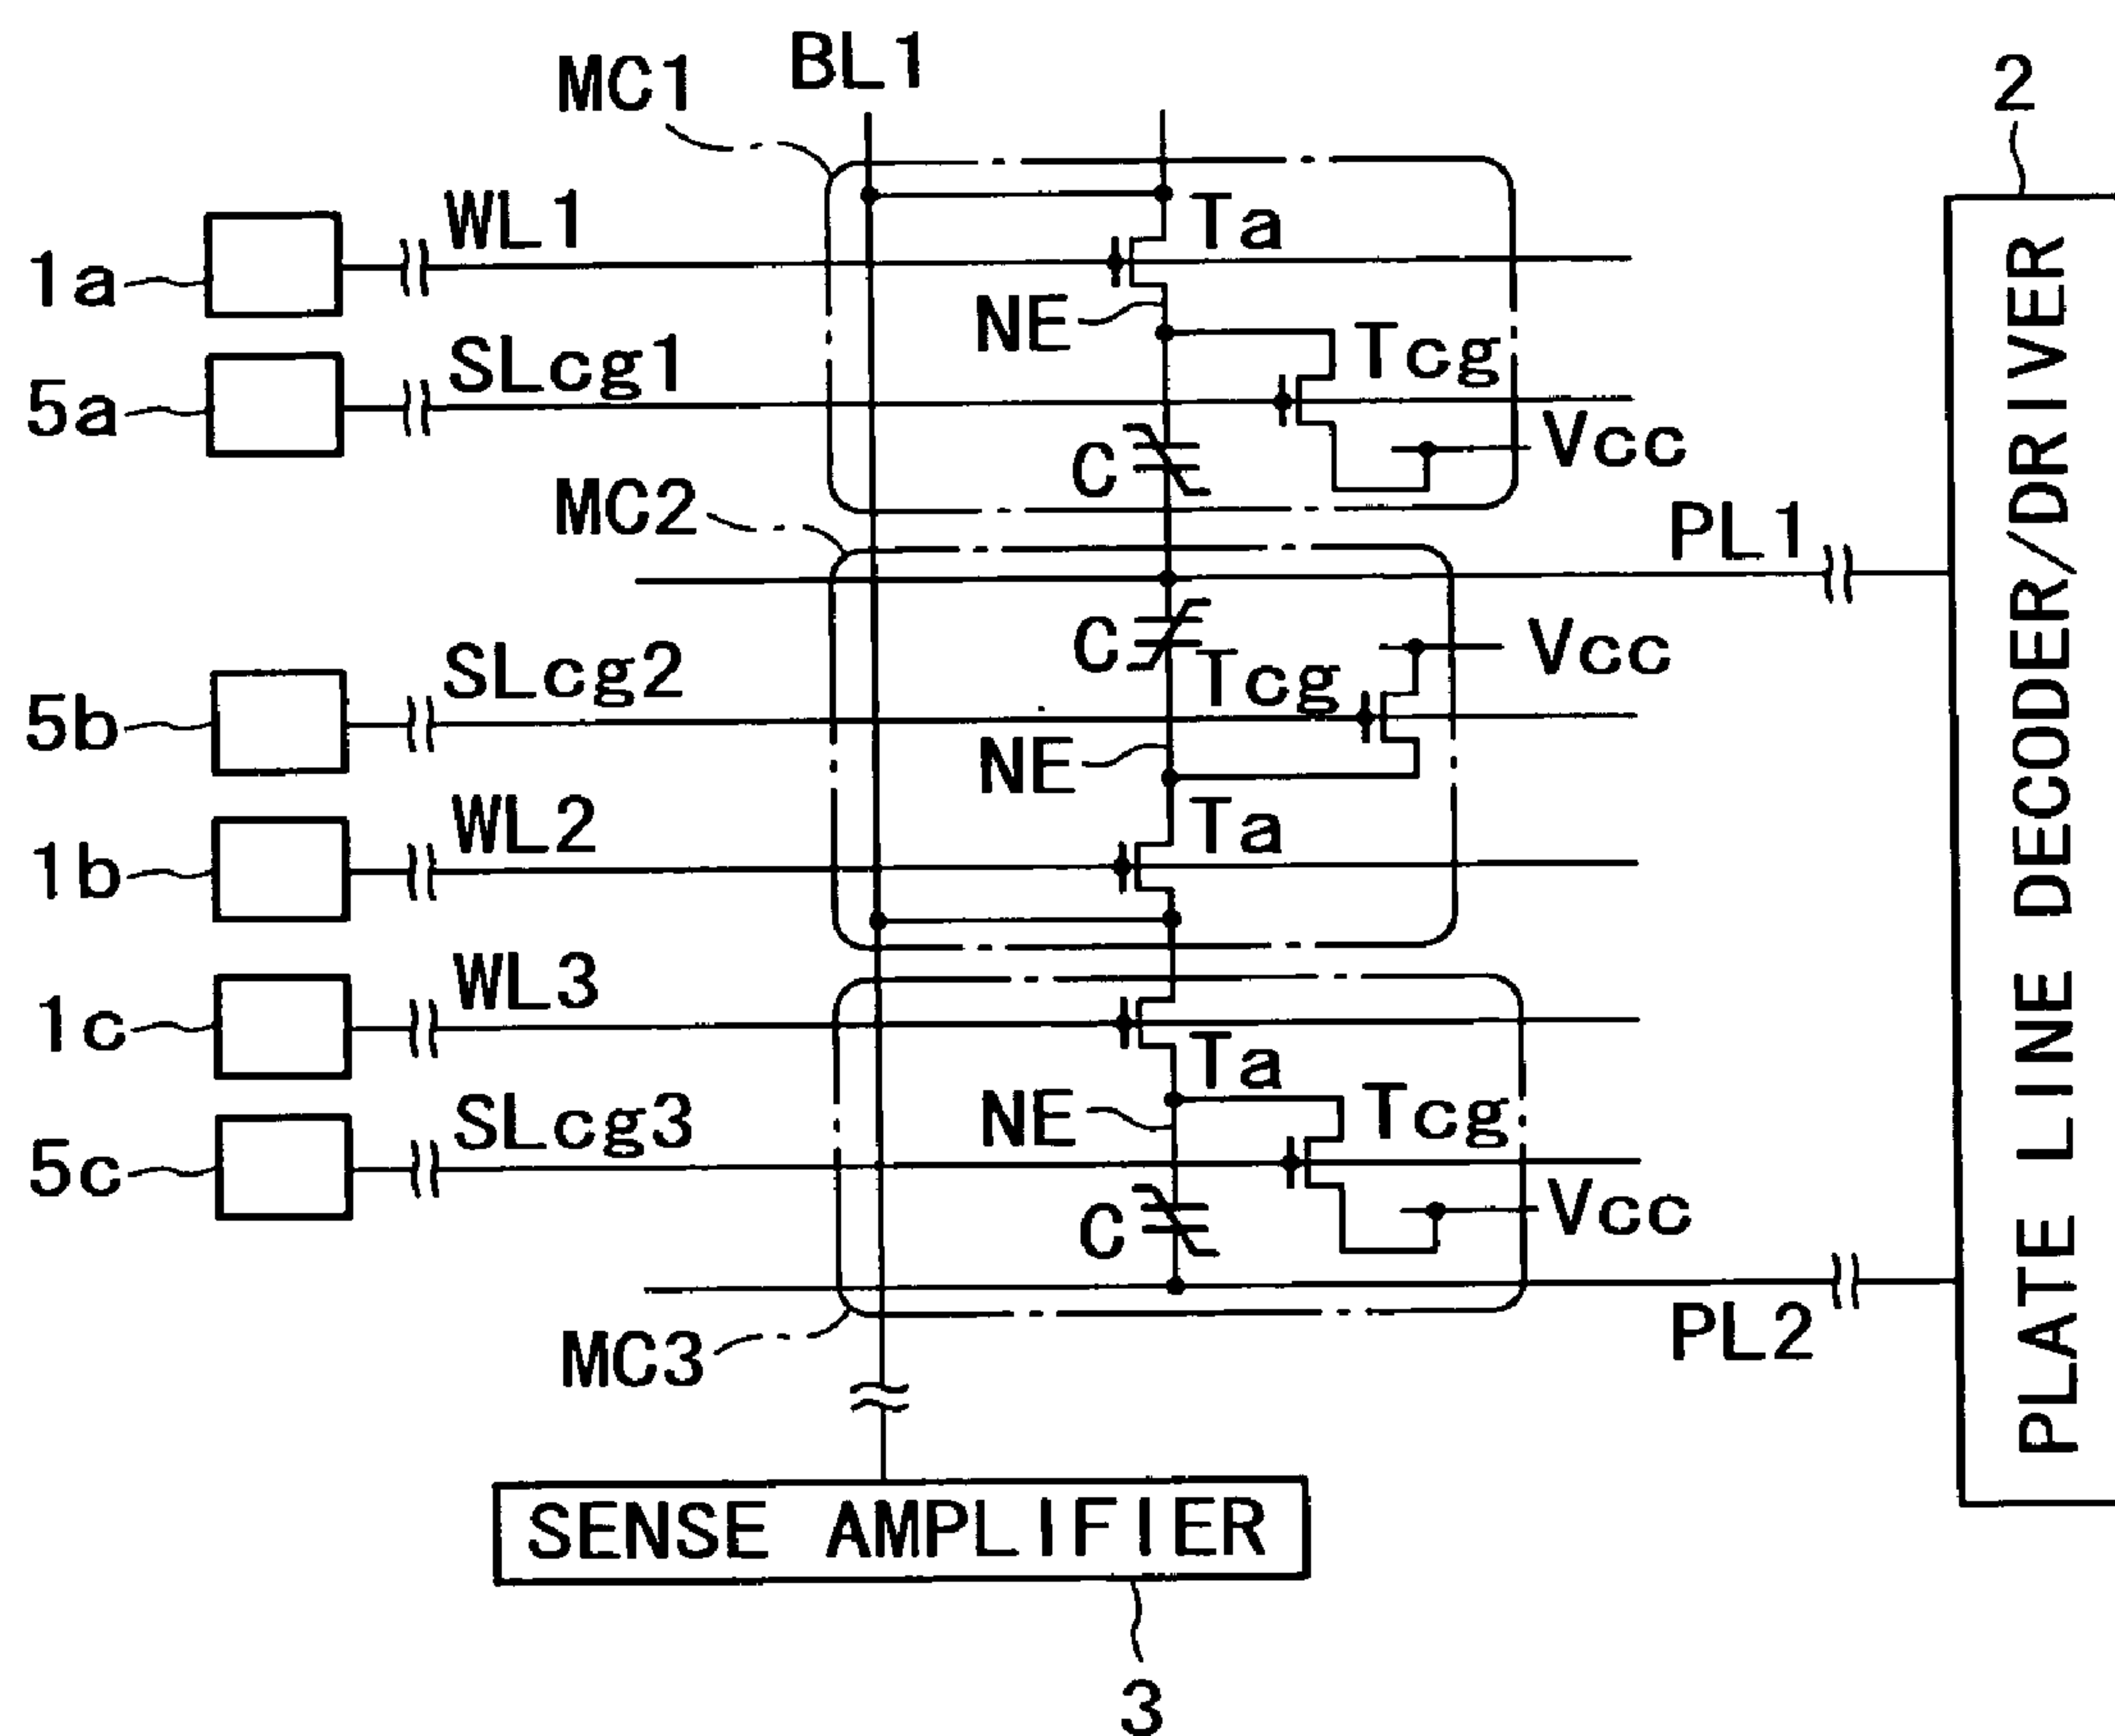 BL1
MC1
2
WL1
Ta
1a
NE
SLcg1
Tcg
5a
Vcc
C
MC2
PL1
C
Vcc
SLcg2
Tcg
5b
NE
WL2
Ta
1b
WL3
1c
Ta
SLcg3
NE
Tcg
5c
Vcc
C
PL2
MC3
PLATE LINE DECODER/DRIVER
SENSE AMPLIFIER
3